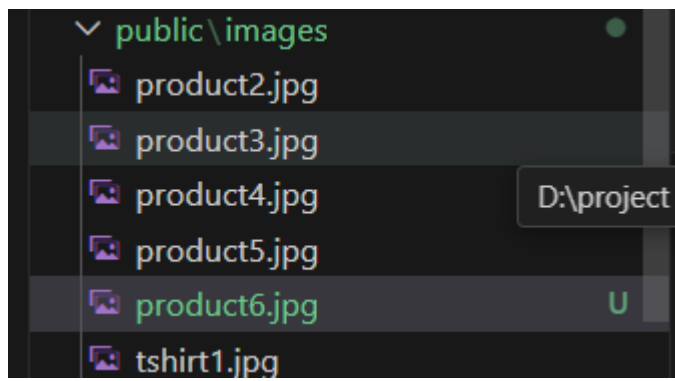 public\images
product2.jpg
product3.jpg
product4.jpg
D:\project
product5.jpg
product6.jpg U
tshirt1.jpg